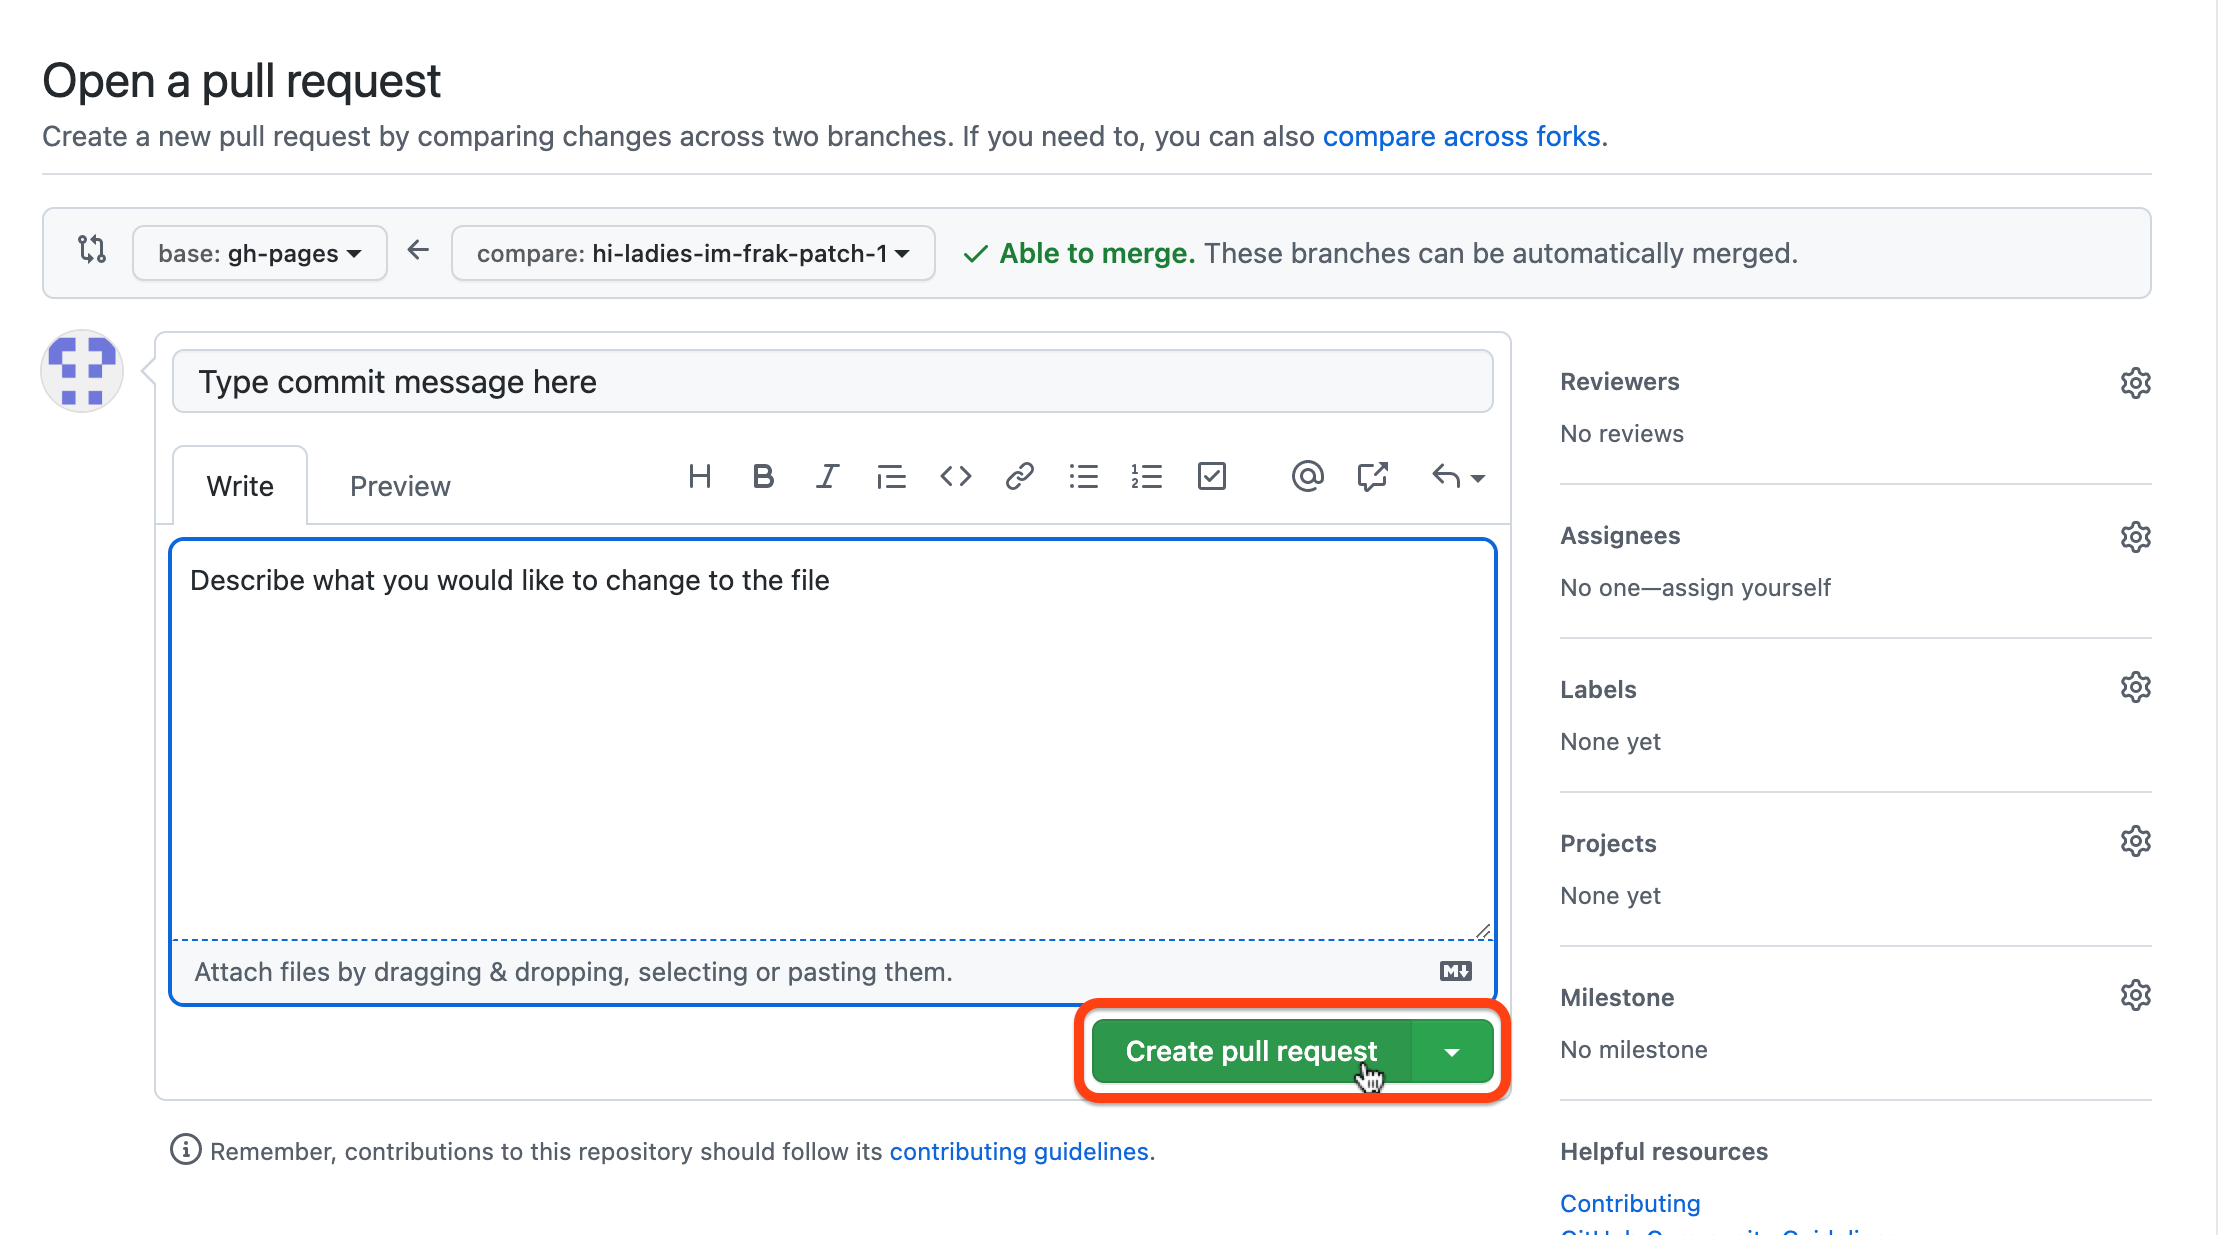 Open a pull request
Create a new pull request by comparing changes across two branches. If you need to, you can also compare across forks.
base: gh-pages
compare: hi-ladies-im-frak-patch-1
Able to merge. These branches can be automatically merged.
Type commit message here
Write
Preview
Describe what you would like to change to the file
Attach files by dragging & dropping, selecting or pasting them.
Create pull request
Remember, contributions to this repository should follow its contributing guidelines.
Reviewers
No reviews
Assignees
No one—assign yourself
Labels
None yet
Projects
None yet
Milestone
No milestone
Helpful resources
Contributing
GitHub Community Guidelines